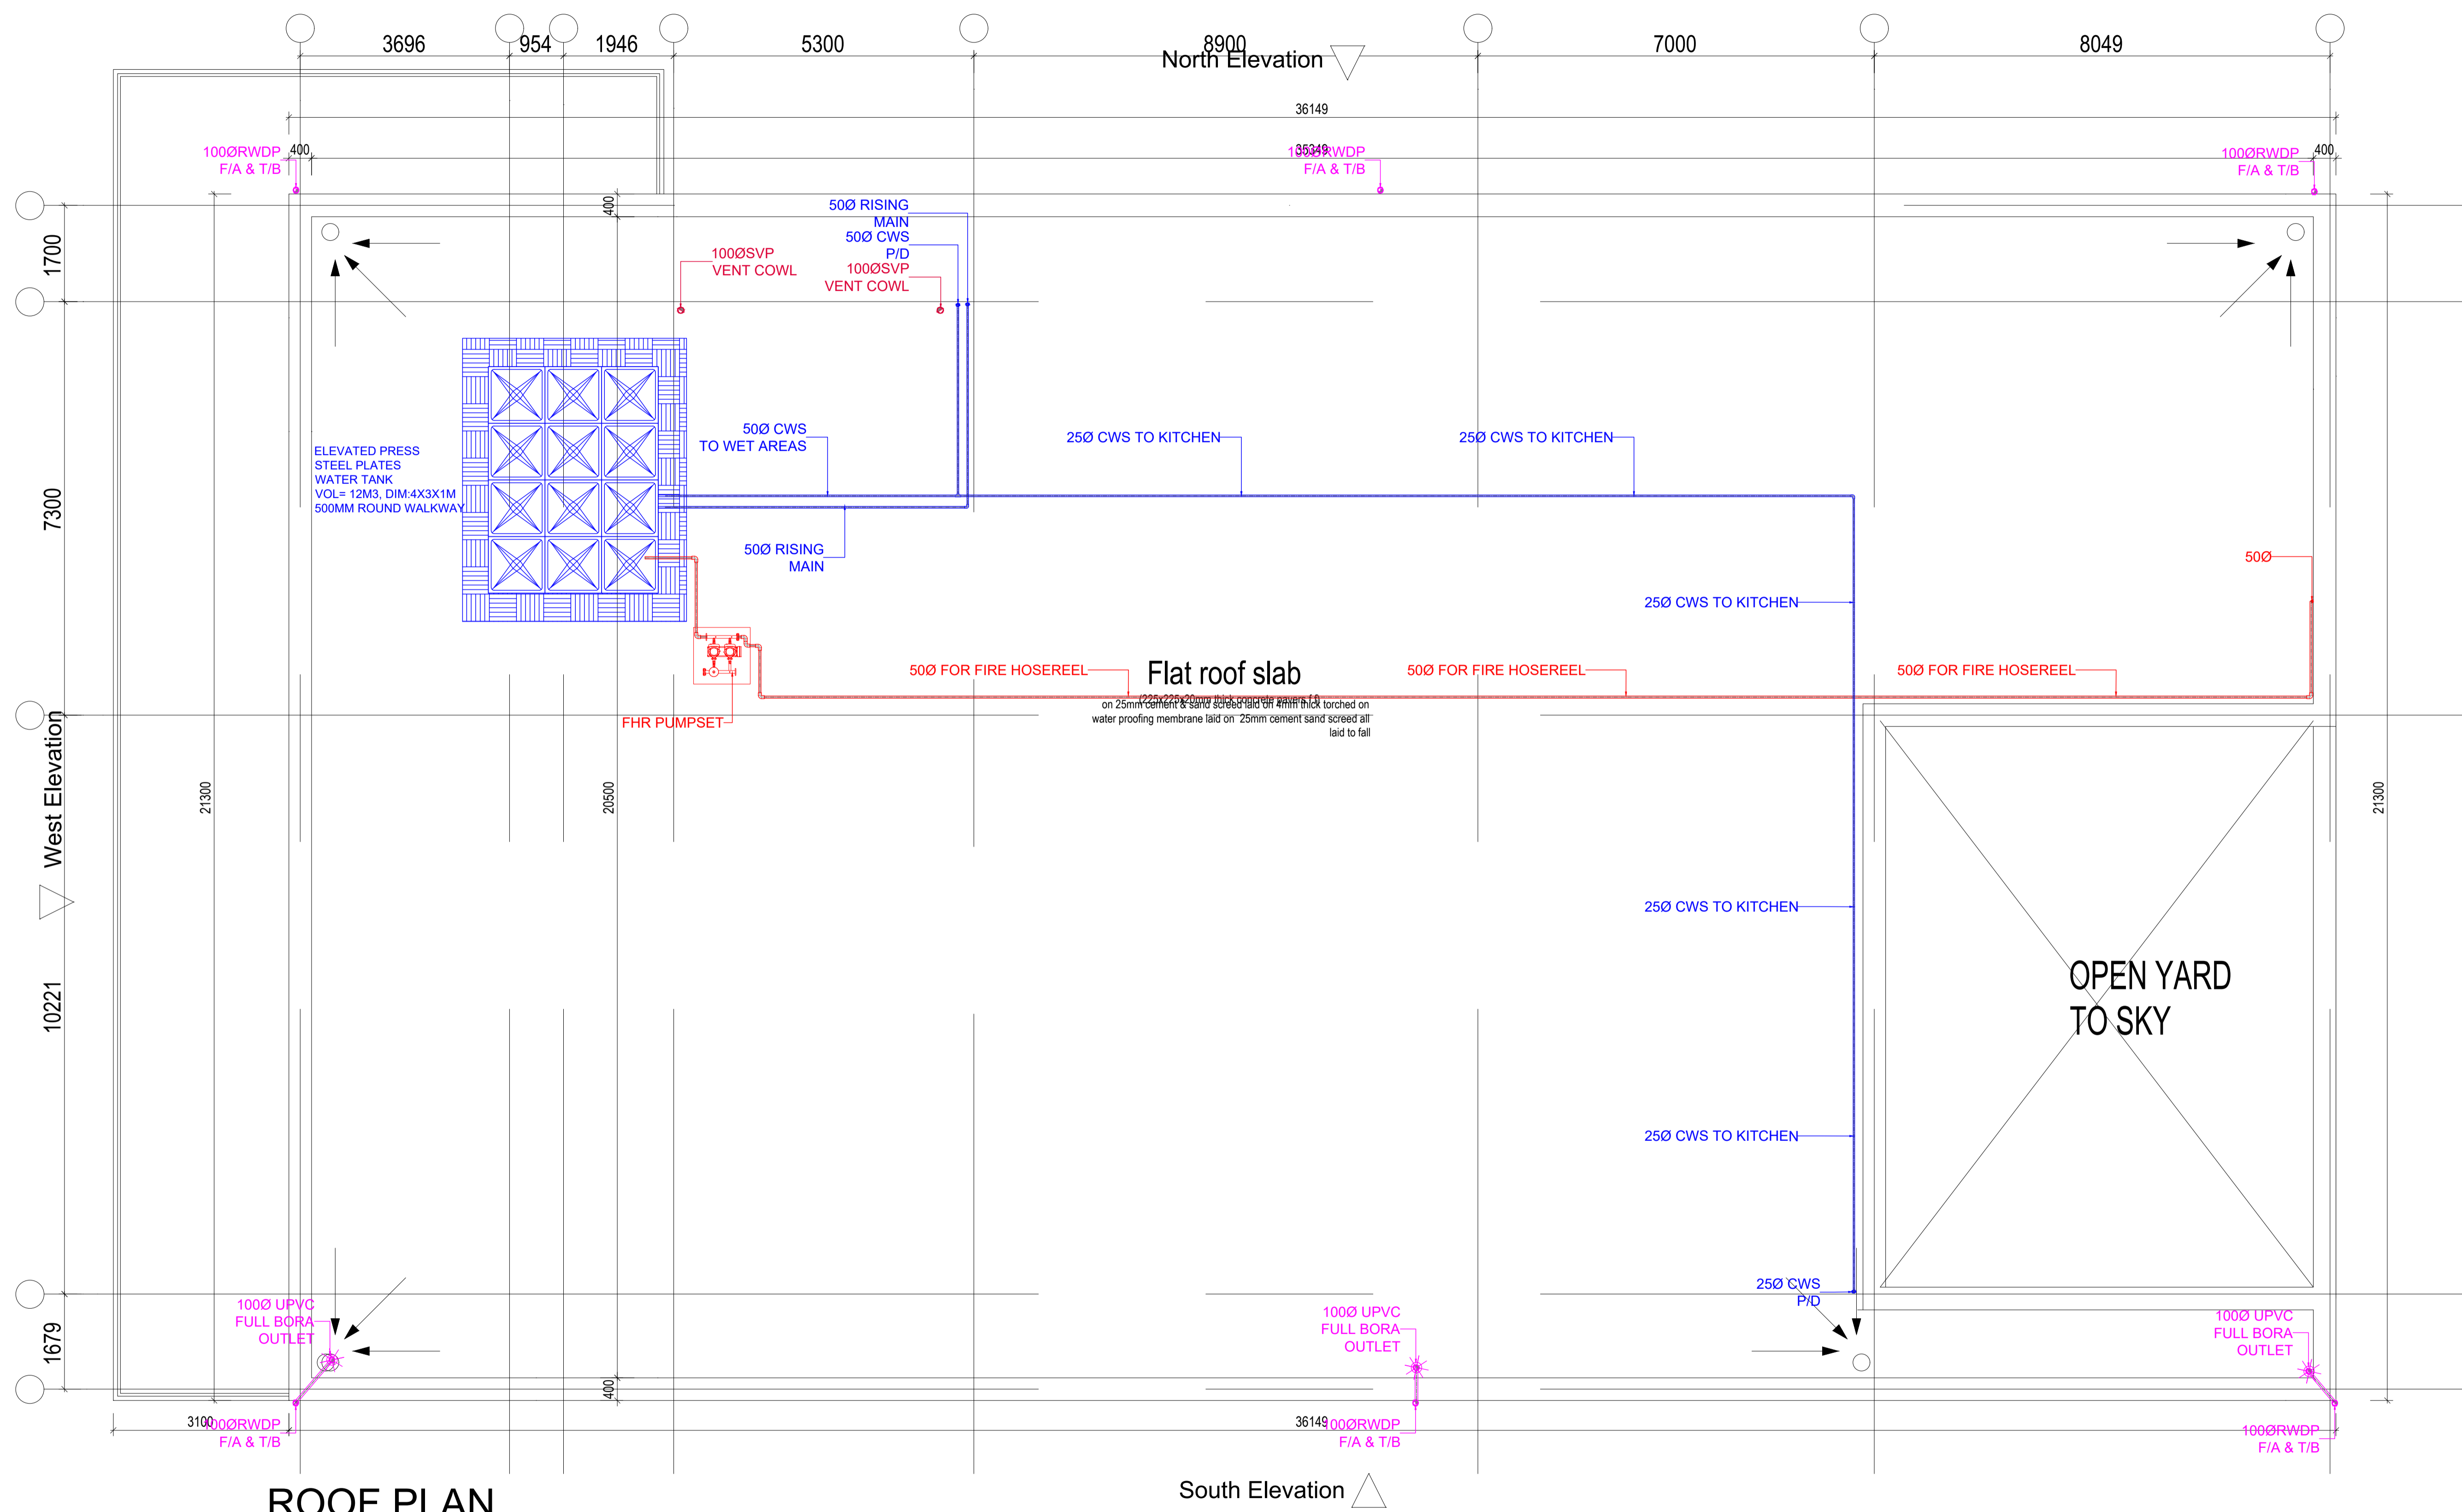 3696
954
1946
5300
8900
7000
8049
North Elevation
36149
35349
400
400
100ØRWDP
F/A & T/B
100ØRWDP
F/A & T/B
100ØRWDP
F/A & T/B
400
50Ø RISING
MAIN
50Ø CWS
P/D
100ØSVP
VENT COWL
100ØSVP
VENT COWL
1700
7300
ELEVATED PRESS
STEEL PLATES
WATER TANK
VOL= 12M3, DIM:4X3X1M
500MM ROUND WALKWAY
50Ø CWS
TO WET AREAS
25Ø CWS TO KITCHEN
25Ø CWS TO KITCHEN
50Ø RISING
MAIN
50Ø
25Ø CWS TO KITCHEN
50Ø FOR FIRE HOSEREEL
50Ø FOR FIRE HOSEREEL
50Ø FOR FIRE HOSEREEL
Flat roof slab
(225x225x20mm thick concrete pavers f.f)
on 25mm cement & sand screed laid on 4mm thick torched on
water proofing membrane laid on 25mm cement sand screed all
laid to fall
FHR PUMPSET
West Elevation
21300
20500
21300
25Ø CWS TO KITCHEN
OPEN YARD
TO SKY
10221
25Ø CWS TO KITCHEN
25Ø CWS
P/D
100Ø UPVC
FULL BORA
OUTLET
100Ø UPVC
FULL BORA
OUTLET
100Ø UPVC
FULL BORA
OUTLET
1679
400
3100
36149
100ØRWDP
F/A & T/B
100ØRWDP
F/A & T/B
100ØRWDP
F/A & T/B
South Elevation
ROOF PLAN